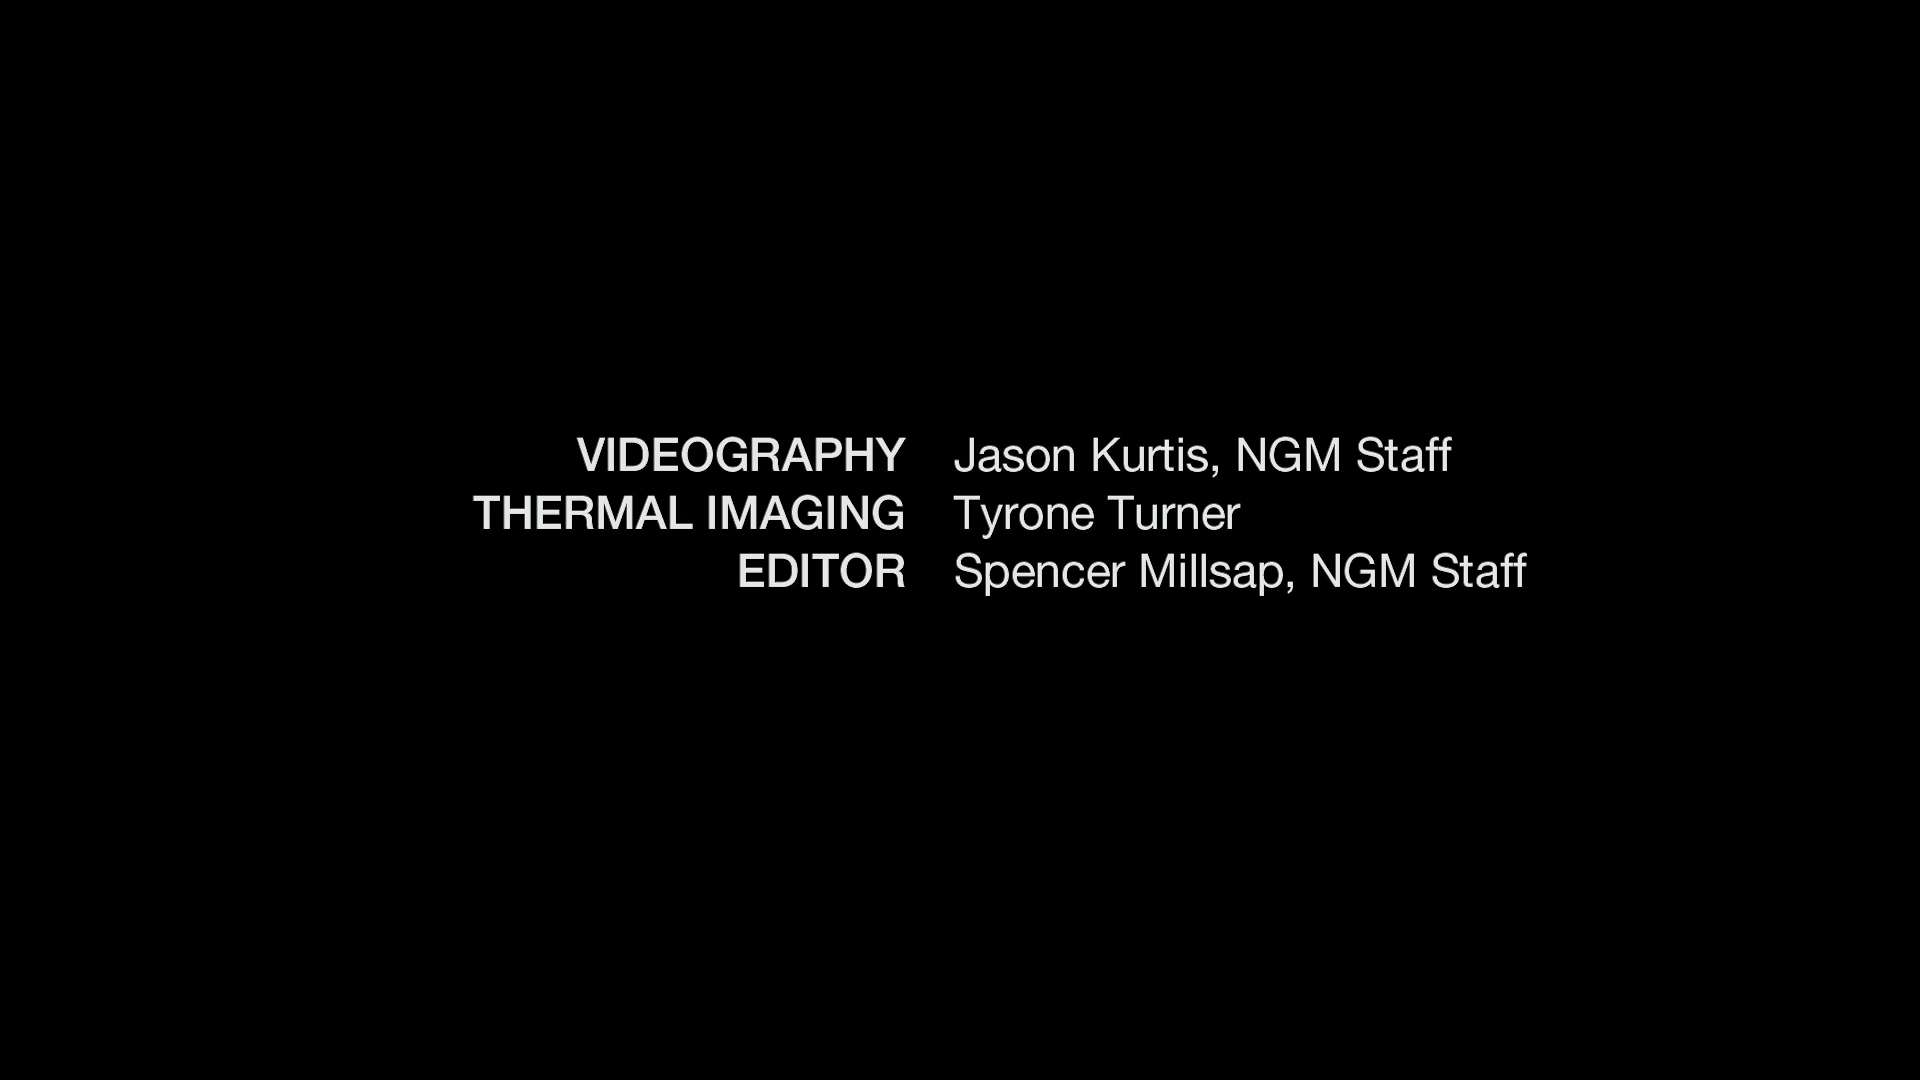 VIDEOGRAPHY Jason Kurtis, NGM Staff
THERMAL IMAGING Tyrone Turner
EDITOR Spencer Millsap, NGM Staff